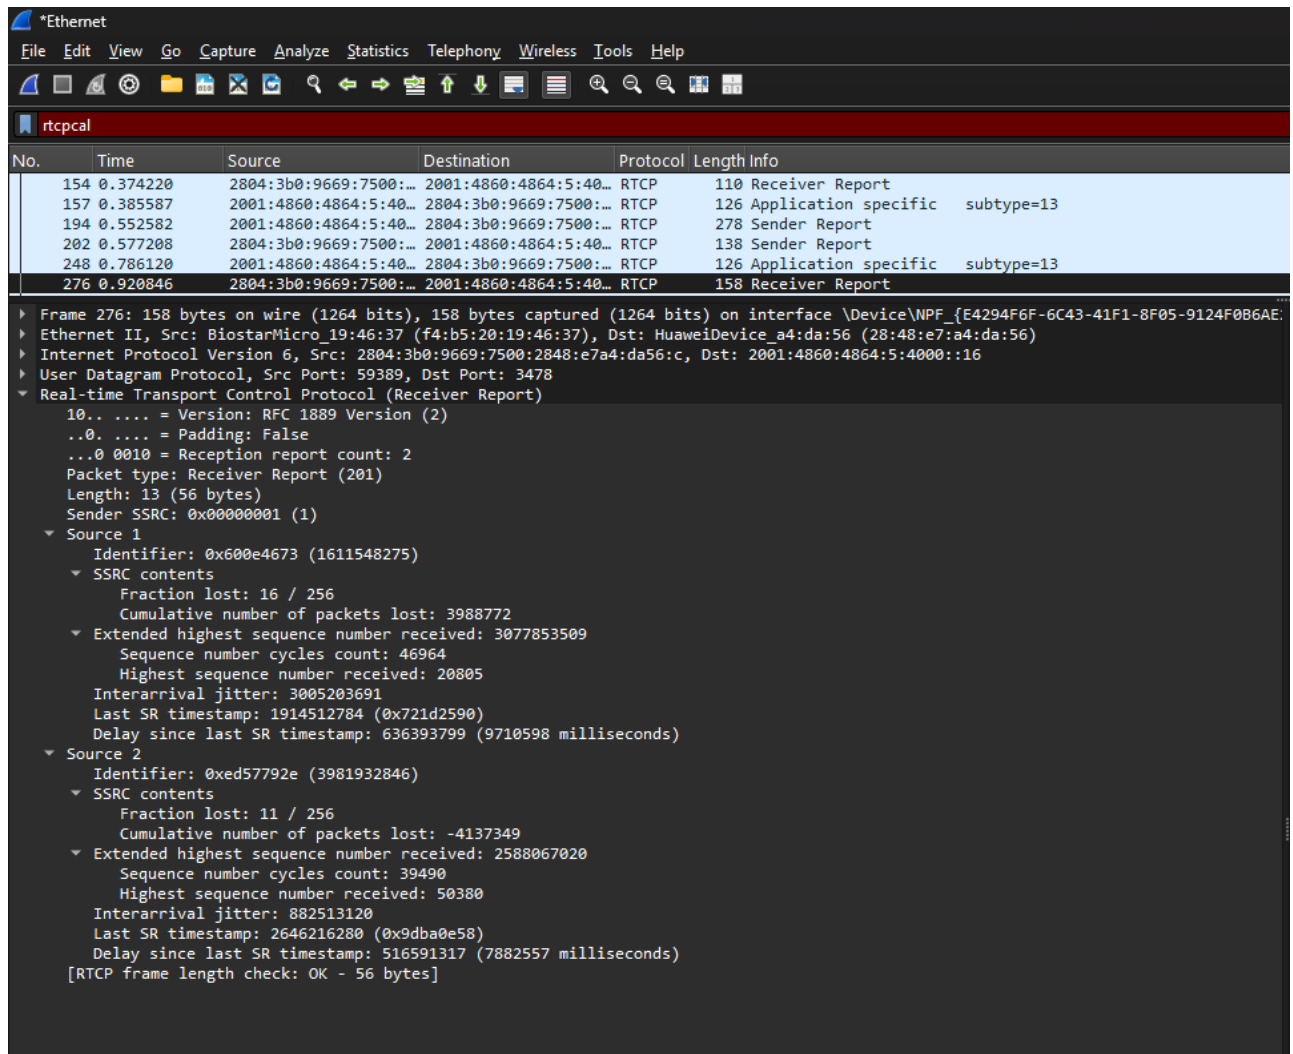 *Ethernet
File Edit View Go Capture Analyze Statistics Telephony Wireless Tools Help
rtcpcal
No. Time Source Destination Protocol Length Info
154 0.374220 2804:3b0:9669:7500:… 2001:4860:4864:5:40… RTCP 110 Receiver Report
157 0.385587 2001:4860:4864:5:40… 2804:3b0:9669:7500:… RTCP 126 Application specific subtype=13
194 0.552582 2001:4860:4864:5:40… 2804:3b0:9669:7500:… RTCP 278 Sender Report
202 0.577208 2804:3b0:9669:7500:… 2001:4860:4864:5:40… RTCP 138 Sender Report
248 0.786120 2001:4860:4864:5:40… 2804:3b0:9669:7500:… RTCP 126 Application specific subtype=13
276 0.920846 2804:3b0:9669:7500:… 2001:4860:4864:5:40… RTCP 158 Receiver Report
Frame 276: 158 bytes on wire (1264 bits), 158 bytes captured (1264 bits) on interface \Device\NPF_{E4294F6F-6C43-41F1-8F05-9124F0B6AE
Ethernet II, Src: BiostarMicro_19:46:37 (f4:b5:20:19:46:37), Dst: HuaweiDevice_a4:da:56 (28:48:e7:a4:da:56)
Internet Protocol Version 6, Src: 2804:3b0:9669:7500:2848:e7a4:da56:c, Dst: 2001:4860:4864:5:4000::16
User Datagram Protocol, Src Port: 59389, Dst Port: 3478
Real-time Transport Control Protocol (Receiver Report)
10.. .... = Version: RFC 1889 Version (2)
..0. .... = Padding: False
...0 0010 = Reception report count: 2
Packet type: Receiver Report (201)
Length: 13 (56 bytes)
Sender SSRC: 0x00000001 (1)
Source 1
Identifier: 0x600e4673 (1611548275)
SSRC contents
Fraction lost: 16 / 256
Cumulative number of packets lost: 3988772
Extended highest sequence number received: 3077853509
Sequence number cycles count: 46964
Highest sequence number received: 20805
Interarrival jitter: 3005203691
Last SR timestamp: 1914512784 (0x721d2590)
Delay since last SR timestamp: 636393799 (9710598 milliseconds)
Source 2
Identifier: 0xed57792e (3981932846)
SSRC contents
Fraction lost: 11 / 256
Cumulative number of packets lost: -4137349
Extended highest sequence number received: 2588067020
Sequence number cycles count: 39490
Highest sequence number received: 50380
Interarrival jitter: 882513120
Last SR timestamp: 2646216280 (0x9dba0e58)
Delay since last SR timestamp: 516591317 (7882557 milliseconds)
[RTCP frame length check: OK - 56 bytes]